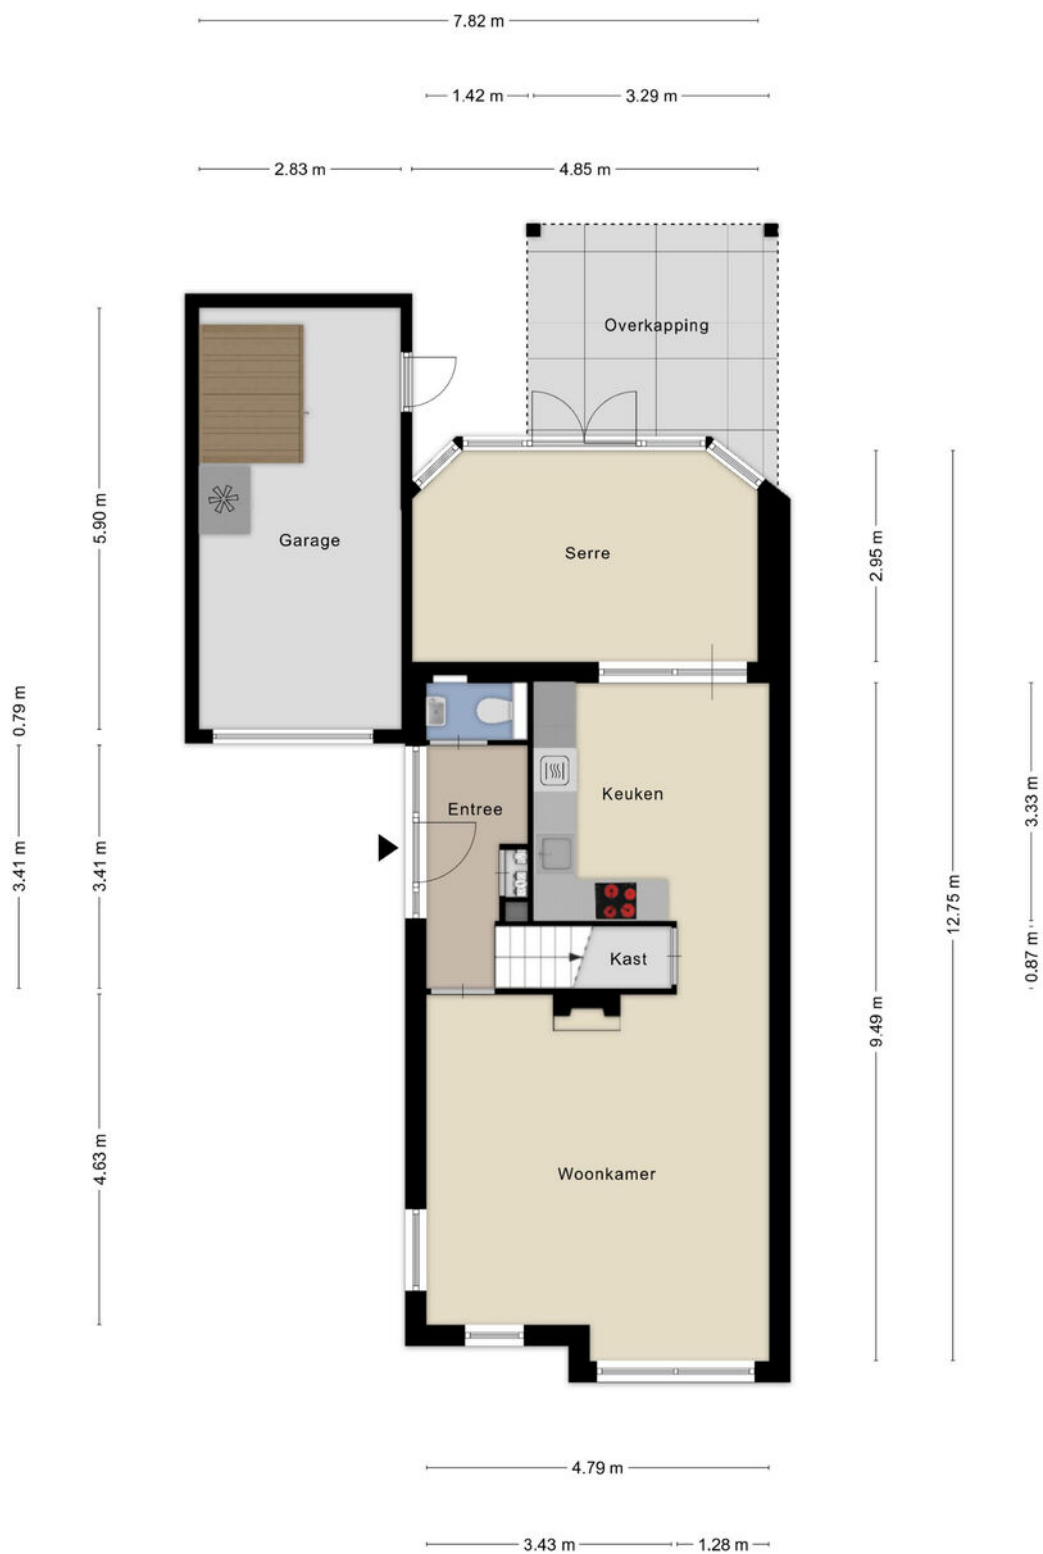 7.82 m
1.42 m
3.29 m
2.83 m
4.85 m
Overkapping
5.90 m
Garage
Serre
2.95 m
0.79 m
3.41 m
3.41 m
Entree
Keuken
3.33 m
12.75 m
Kast
0.87 m
9.49 m
4.63 m
Woonkamer
4.79 m
3.43 m
1.28 m